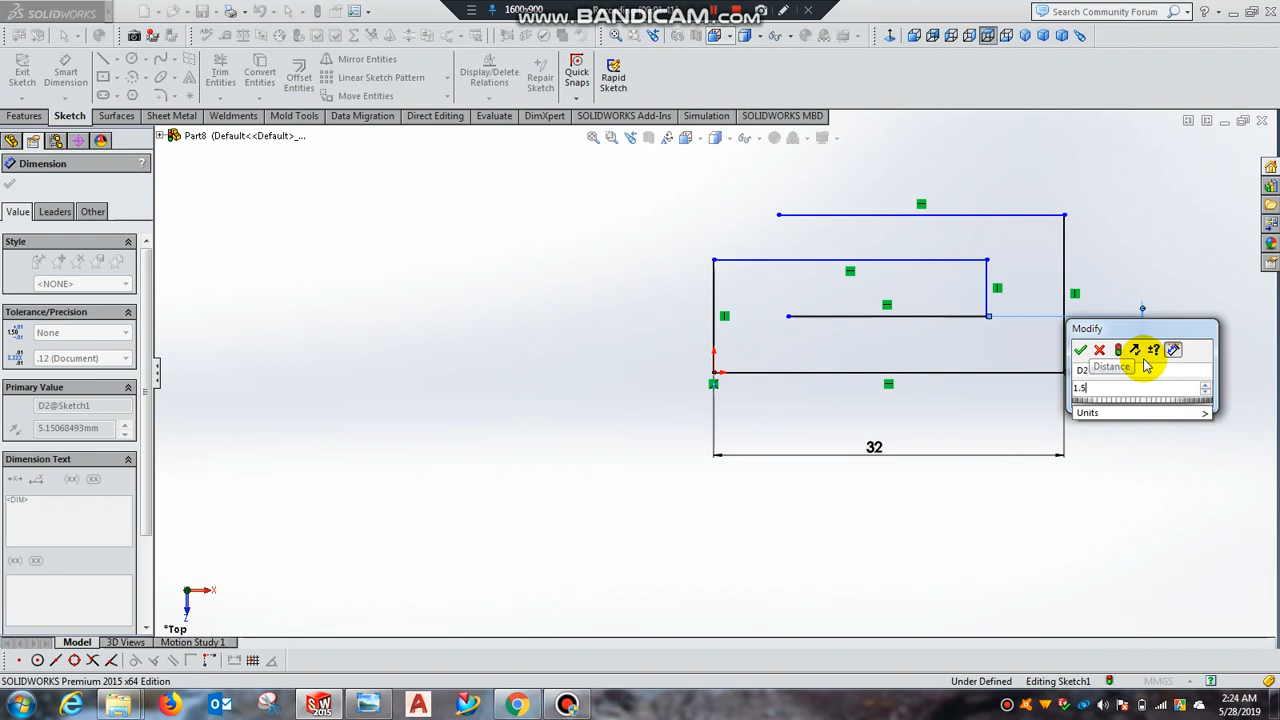 SOLIDWORKS
1600x900
www.BANDICAM.com
Search Community Forum
Exit Sketch
Smart Dimension
Trim Entities
Convert Entities
Offset Entities
Mirror Entities
Linear Sketch Pattern
Move Entities
Display/Delete Relations
Repair Sketch
Quick Snaps
Rapid Sketch
Features
Sketch
Surfaces
Sheet Metal
Weldments
Mold Tools
Data Migration
Direct Editing
Evaluate
DimXpert
SOLIDWORKS Add-Ins
Simulation
SOLIDWORKS MBD
Part8 (Default<<Default>_...
Dimension
?
Value
Leaders
Other
Style
<NONE>
Tolerance/Precision
None
.12 (Document)
Primary Value
D2@Sketch1
5.15068493mm
Dimension Text
<DIM>
Modify
D2
Distance
1.5
Units >
32
X
Z
*Top
Model
3D Views
Motion Study 1
SOLIDWORKS Premium 2015 x64 Edition
Under Defined
Editing Sketch1
MMGS
2:24 AM
5/28/2019